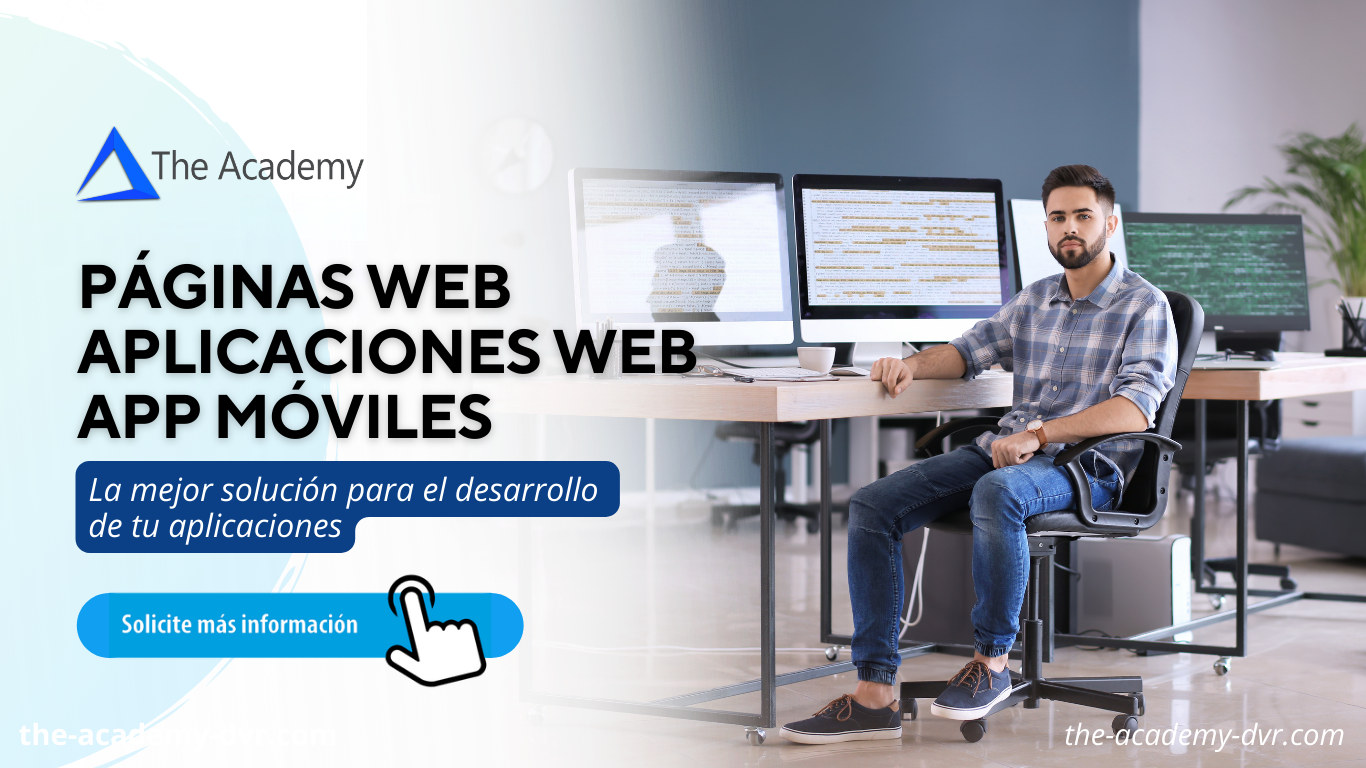 The Academy
PÁGINAS WEB
APLICACIONES WEB
APP MÓVILES
La mejor solución para el desarrollo
de tu aplicaciones
Solicite más información
the-academy-dvr.com
the-academy-dvr.com